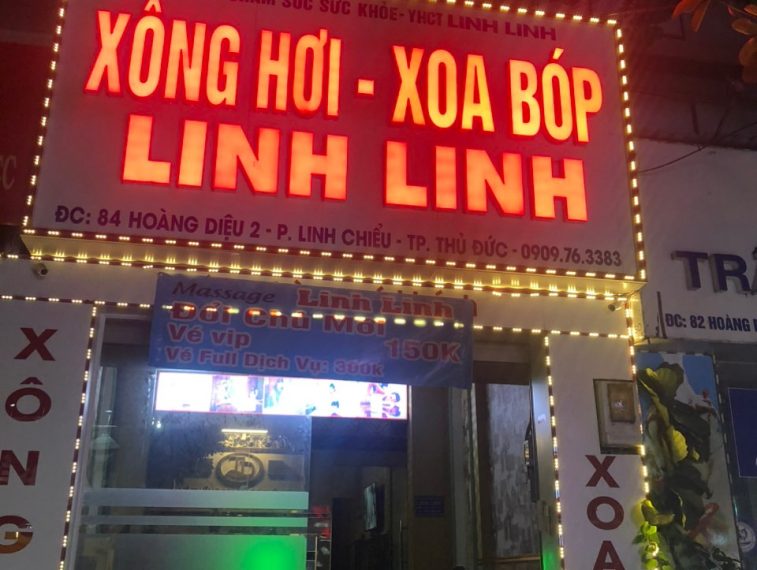 CHĂM SÓC SỨC KHỎE-YHCT LINH LINH
XÔNG HƠI - XOA BÓP
LINH LINH
ĐC: 84 HOÀNG DIỆU 2 - P. LINH CHIỂU - TP. THỦ ĐỨC - 0909.76.3383
Massage Linh Linh
Đổi Chủ Mới
Vé vip 150K
Vé Full Dịch Vụ: 300k
XÔNG
XOA
TR
ĐC: 82 HOÀNG